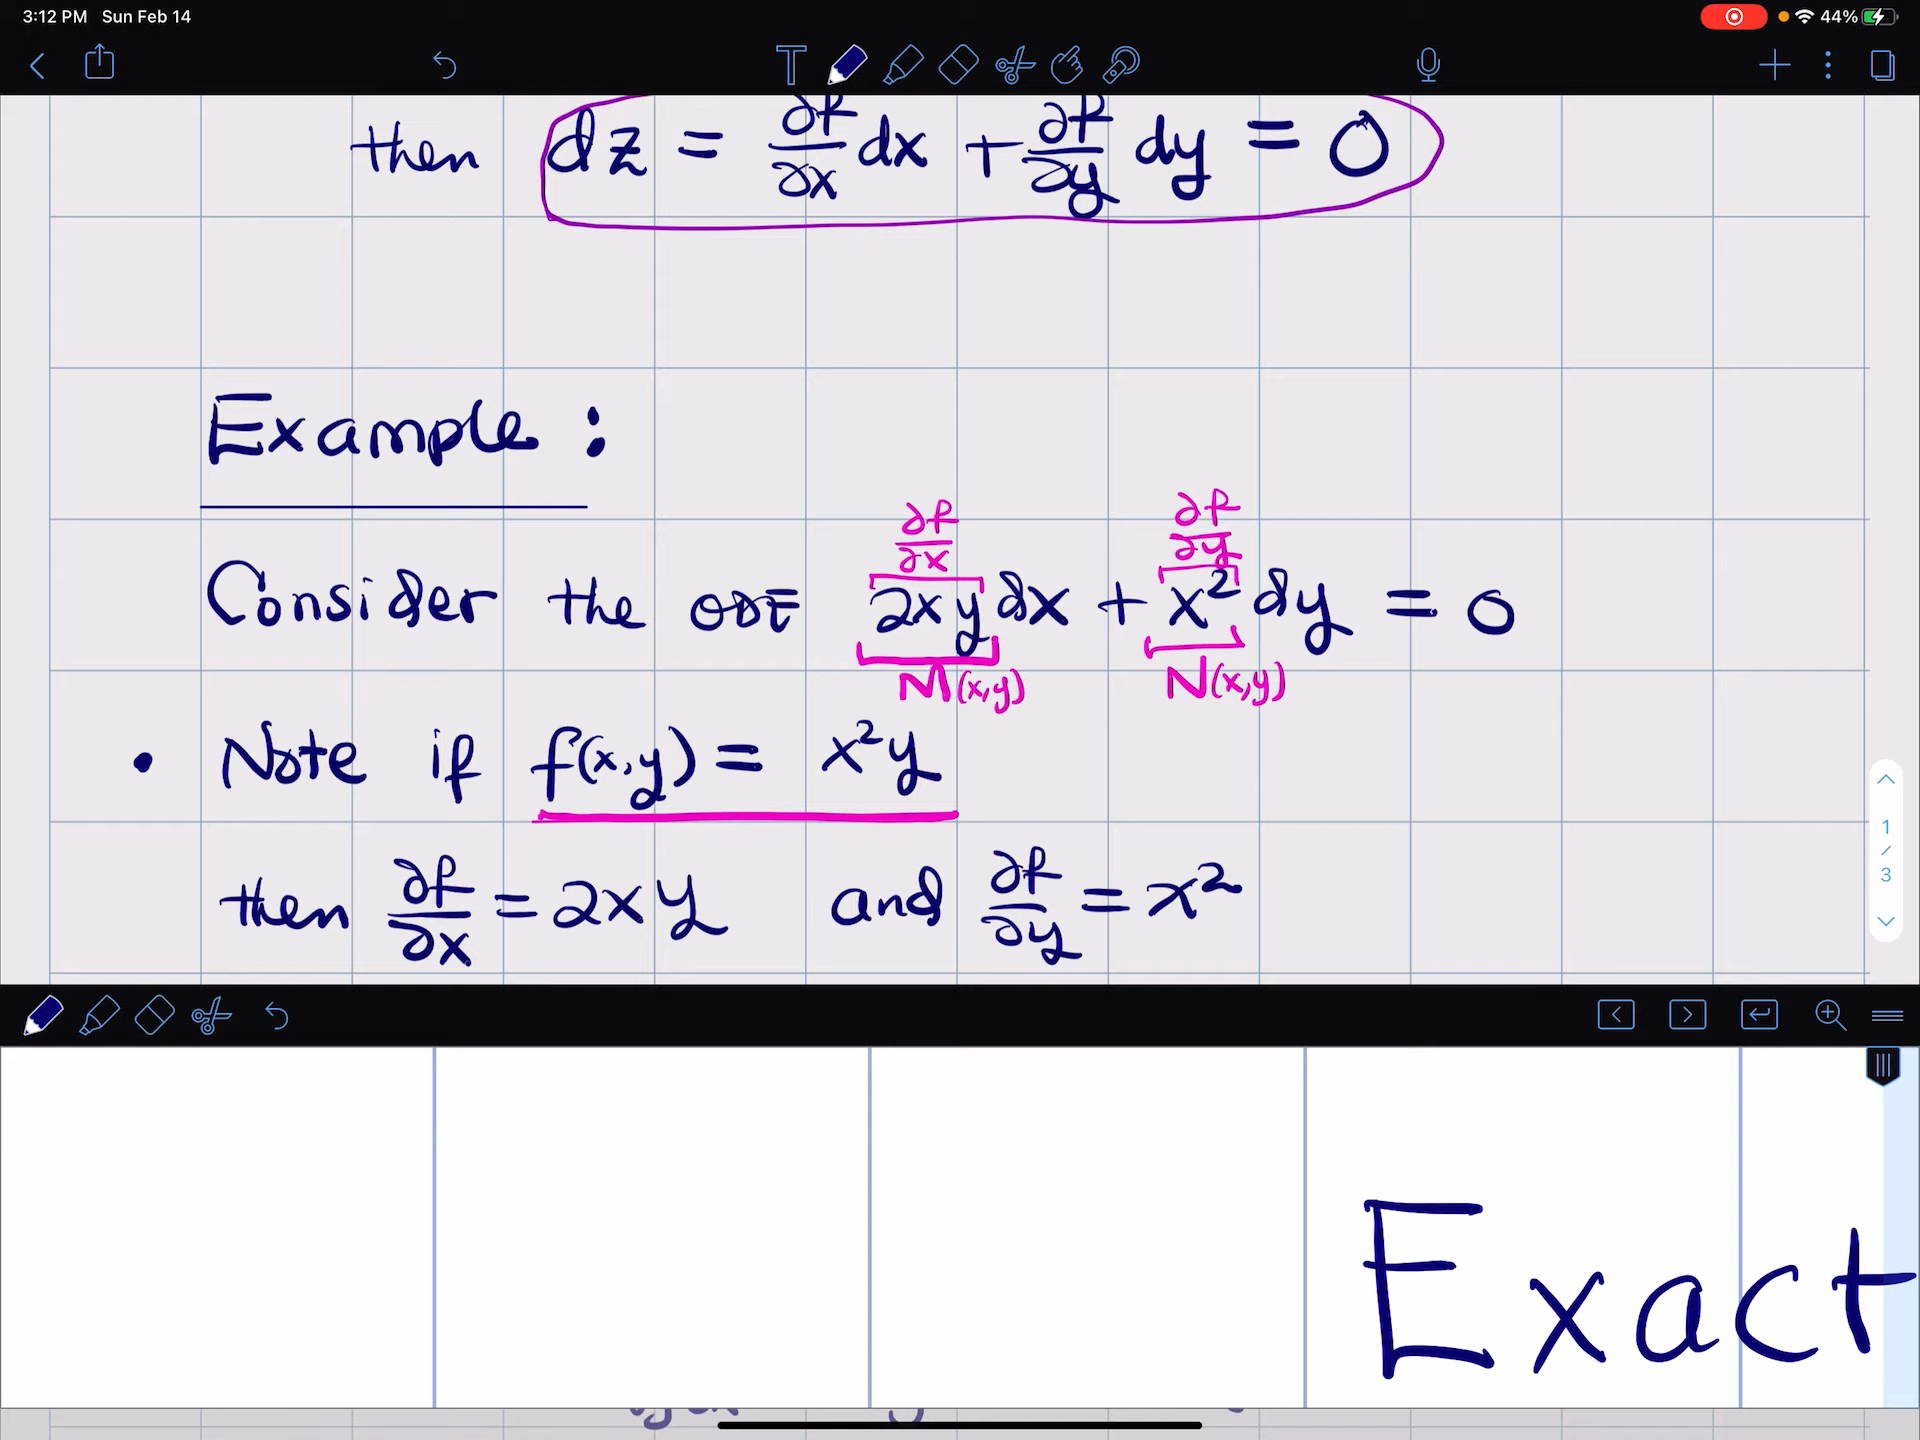 3:12 PM Sun Feb 14
44%
then dz = ∂f/∂x dx + ∂f/∂y dy = 0
Example :
∂f/∂x ∂f/∂y
Consider the ODE 2xy dx + x² dy = 0
M(x,y) N(x,y)
• Note if f(x,y) = x²y
then ∂f/∂x = 2xy and ∂f/∂y = x²
1
/
3
Exact